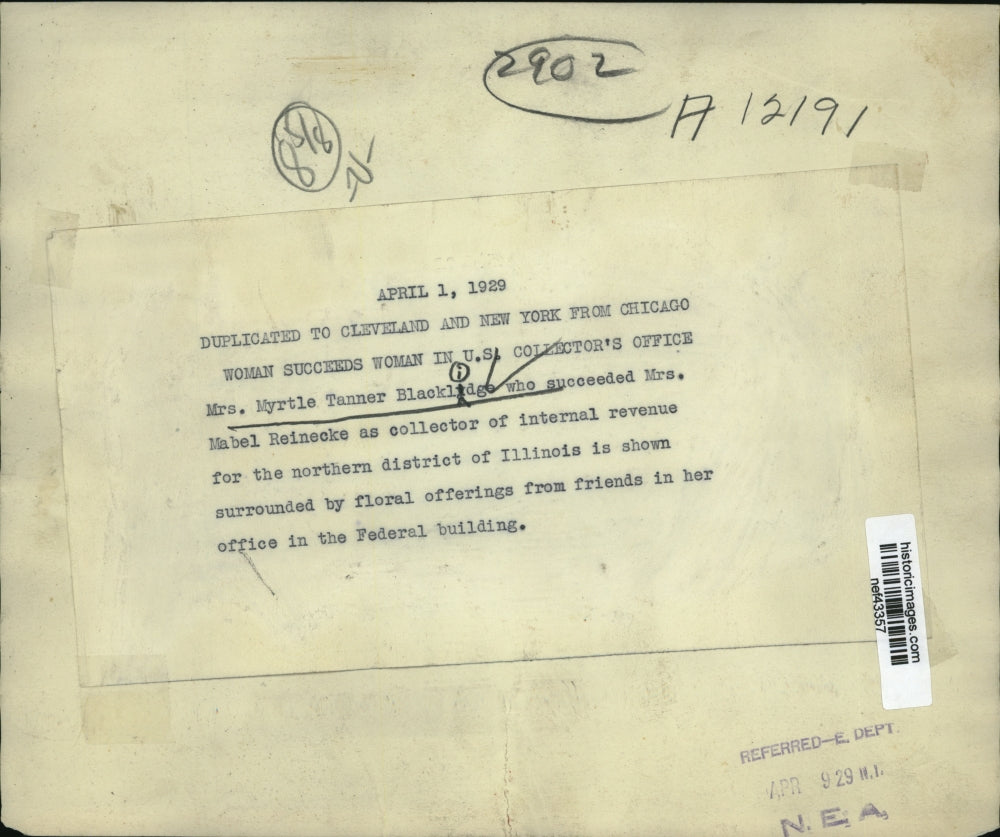 2902
A 12191
8 5/8
APRIL 1, 1929
DUPLICATED TO CLEVELAND AND NEW YORK FROM CHICAGO
WOMAN SUCCEEDS WOMAN IN U.S. COLLECTOR'S OFFICE
i
Mrs. Myrtle Tanner Blacklidge who succeeded Mrs.
Mabel Reinecke as collector of internal revenue
for the northern district of Illinois is shown
surrounded by floral offerings from friends in her
office in the Federal building.
historicimages.com
nef43357
REFERRED—E. DEPT.
APR 9 29 N.Y.
N. E. A.